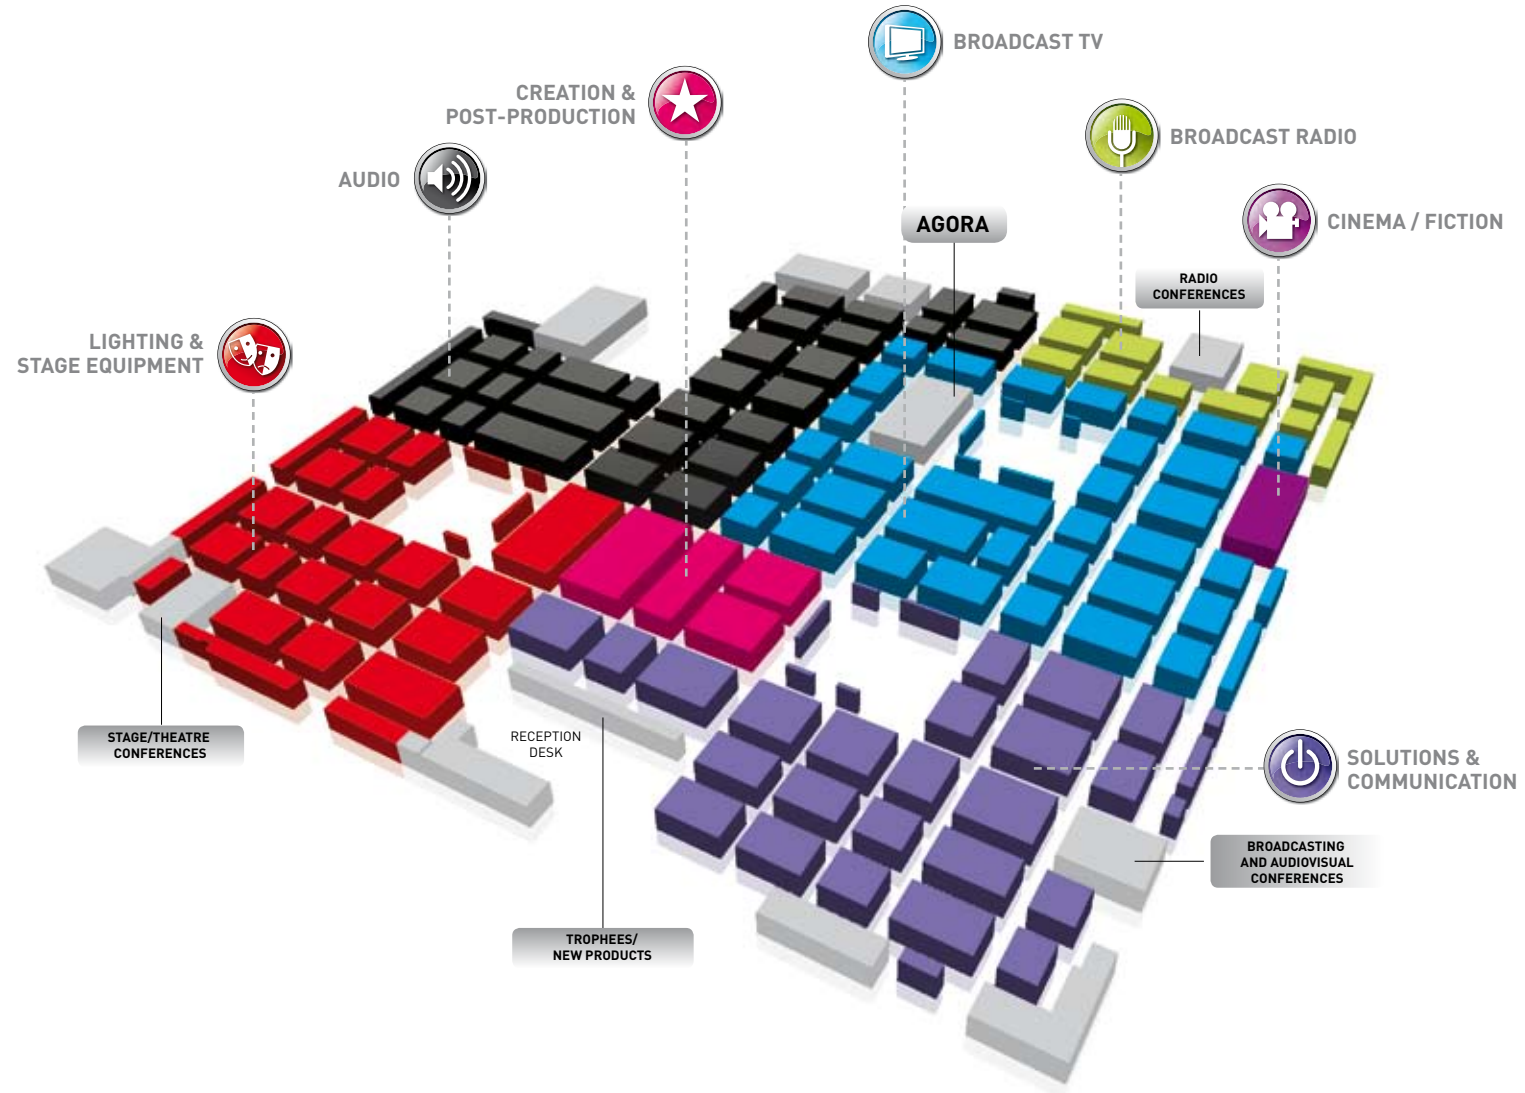 BROADCAST TV
CREATION &
POST-PRODUCTION
BROADCAST RADIO
AUDIO
AGORA
CINEMA / FICTION
RADIO
CONFERENCES
LIGHTING &
STAGE EQUIPMENT
STAGE/THEATRE
CONFERENCES
RECEPTION
DESK
SOLUTIONS &
COMMUNICATION
BROADCASTING
AND AUDIOVISUAL
CONFERENCES
TROPHEES/
NEW PRODUCTS